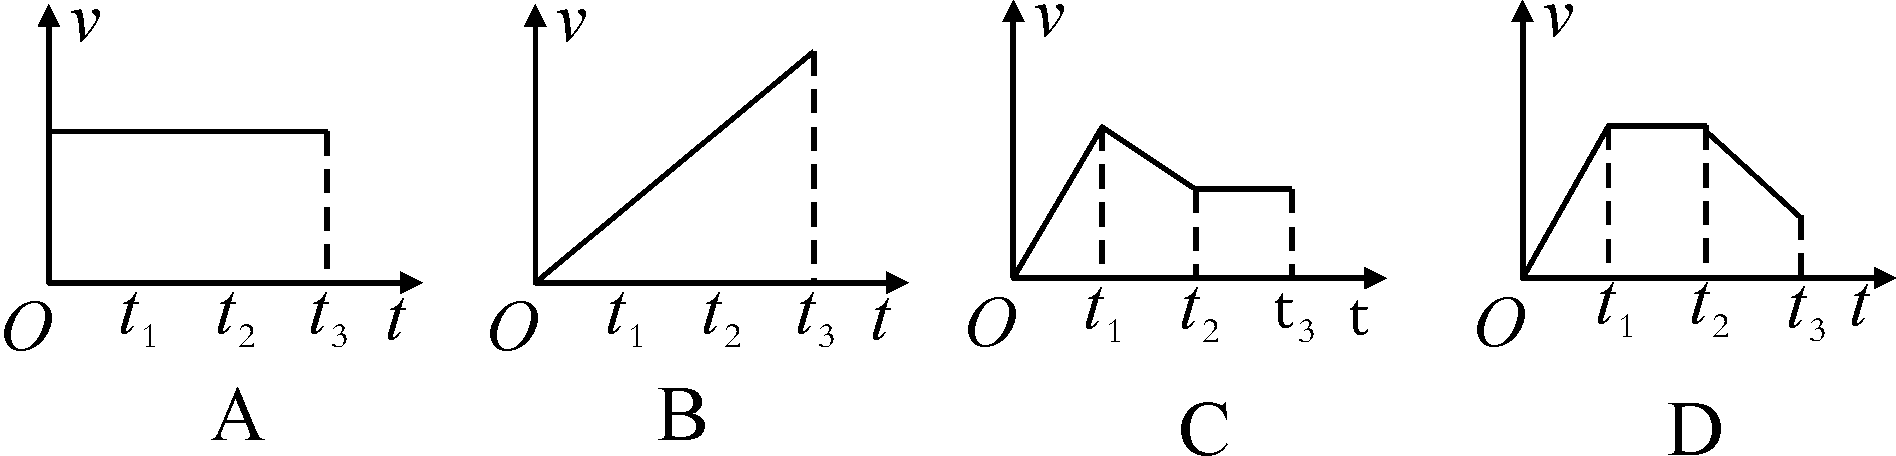 v v v v
O t₁ t₂ t₃ t O t₁ t₂ t₃ t O t₁ t₂ t₃ t O t₁ t₂ t₃ t
A B C D